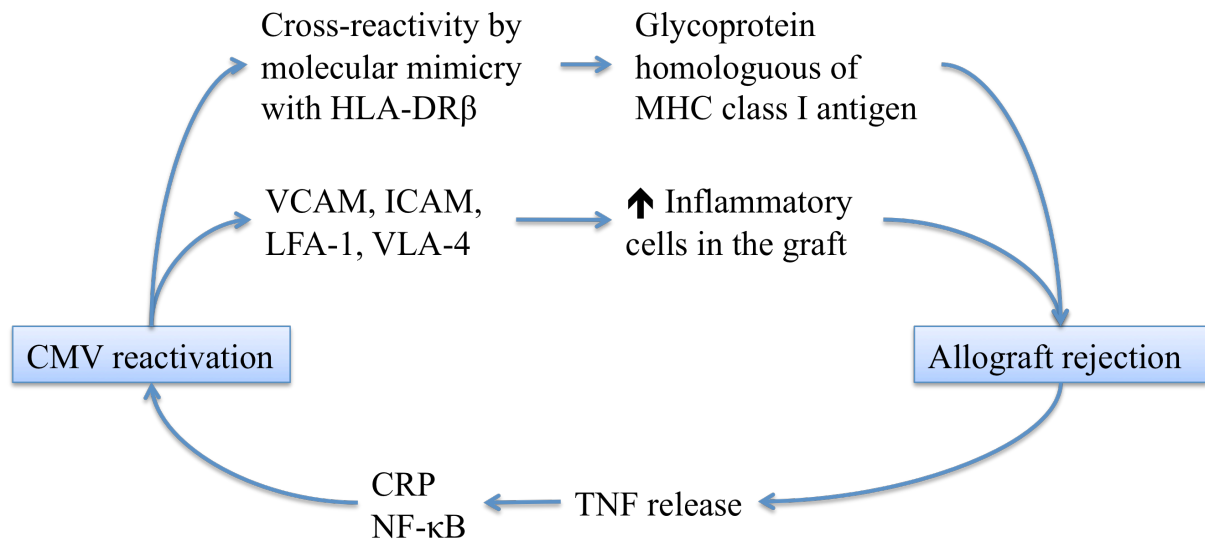 Cross-reactivity by
molecular mimicry
with HLA-DRβ
Glycoprotein
homologuous of
MHC class I antigen
VCAM, ICAM,
LFA-1, VLA-4
↑ Inflammatory
cells in the graft
CMV reactivation
Allograft rejection
CRP
NF-κB
TNF release